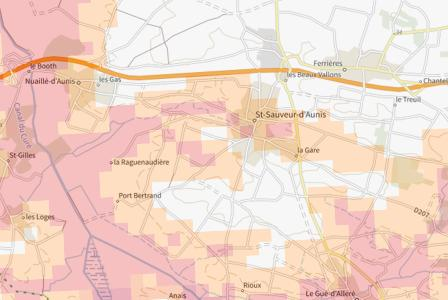 Ferrières
le Booth
Nuaillé-d'Aunis
les Gas
les Beaux Vallons
Chantel
le Treuil
Canal du Curé
St-Sauveur-d'Aunis
la Gare
St-Gilles
la Raguenaudière
Port Bertrand
les Loges
D207
Rioux
Anais
Le Gué-d'Alleré